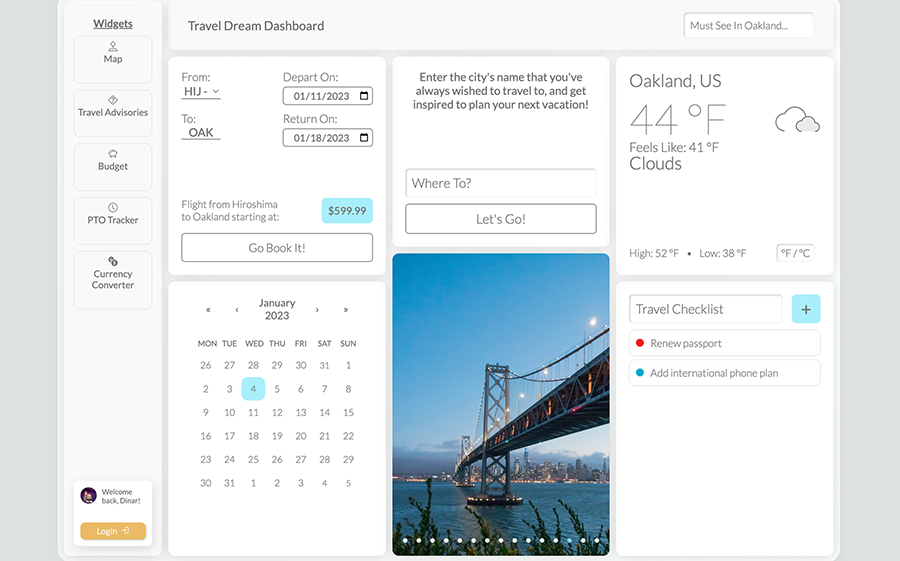 Widgets
Map
Travel Advisories
Budget
PTO Tracker
Currency
Converter
Welcome
back, Dinar!
Login
Travel Dream Dashboard
Must See In Oakland...
From:
HIJ -
To:
OAK
Depart On:
01/11/2023
Return On:
01/18/2023
Flight from Hiroshima
to Oakland starting at:
$599.99
Go Book It!
Enter the city's name that you've
always wished to travel to, and get
inspired to plan your next vacation!
Where To?
Let's Go!
Oakland, US
44 °F
Feels Like: 41 °F
Clouds
High: 52 °F • Low: 38 °F
°F / °C
« ‹ January › »
2023
MON TUE WED THU FRI SAT SUN
26 27 28 29 30 31 1
2 3 4 5 6 7 8
9 10 11 12 13 14 15
16 17 18 19 20 21 22
23 24 25 26 27 28 29
30 31 1 2 3 4 5
Travel Checklist
+
Renew passport
Add international phone plan